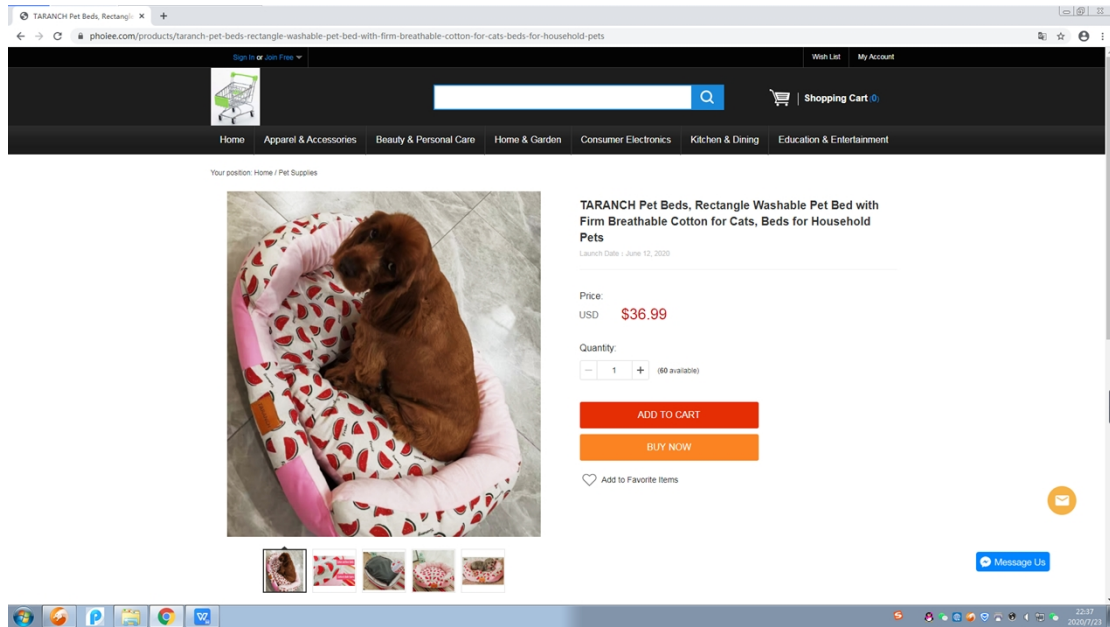 TARANCH Pet Beds, Rectangl
phoiee.com/products/taranch-pet-beds-rectangle-washable-pet-bed-with-firm-breathable-cotton-for-cats-beds-for-household-pets
Sign In or Join Free
Wish List
My Account
Shopping Cart (0)
Home
Apparel & Accessories
Beauty & Personal Care
Home & Garden
Consumer Electronics
Kitchen & Dining
Education & Entertainment
Your position: Home / Pet Supplies
TARANCH Pet Beds, Rectangle Washable Pet Bed with
Firm Breathable Cotton for Cats, Beds for Household
Pets
Launch Date : June 12, 2020
Price:
USD $36.99
Quantity:
1
(60 available)
ADD TO CART
BUY NOW
Add to Favorite Items
Message Us
22:37
2020/7/23